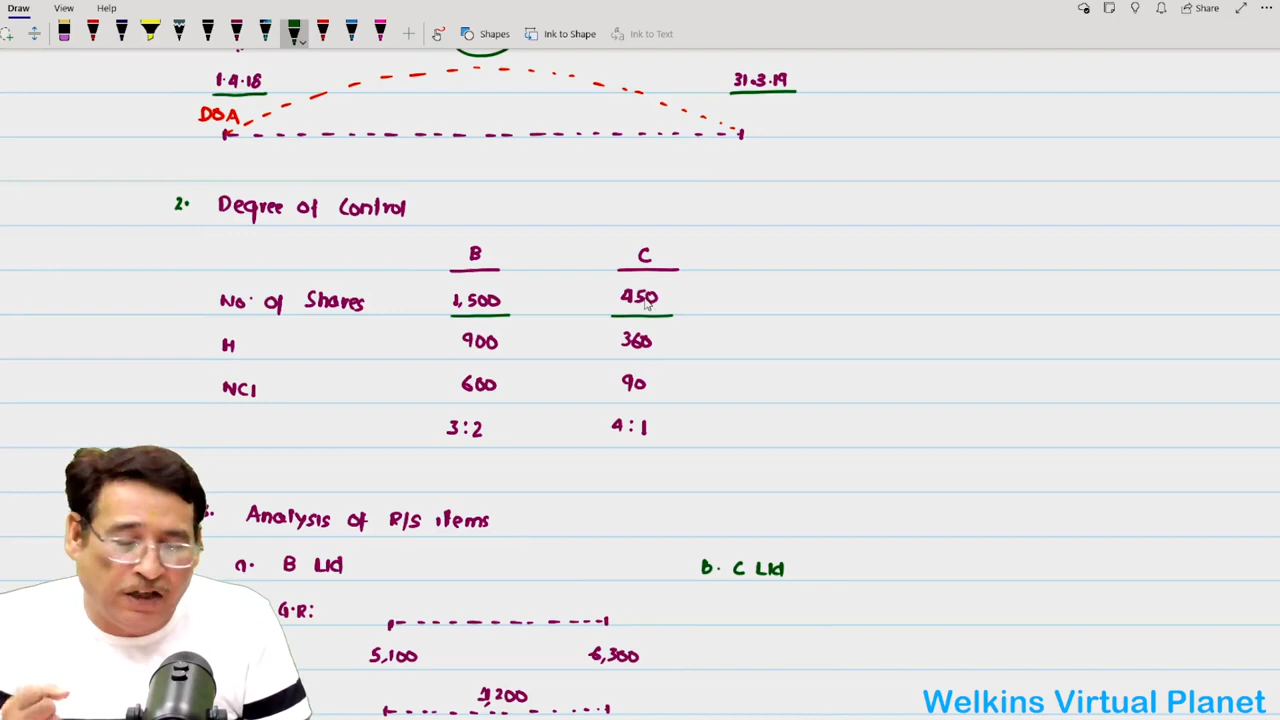 Draw View Help
Share
Shapes Ink to Shape Ink to Text
1·4·18 31·3·19
DOA
2. Degree of Control
B C
No· of Shares 1,500 450
H 900 360
NCI 600 90
3:2 4:1
Analysis of R/S items
a. B Ltd b. C Ltd
G.R:
5,100 6,300
1,200
Welkins Virtual Planet